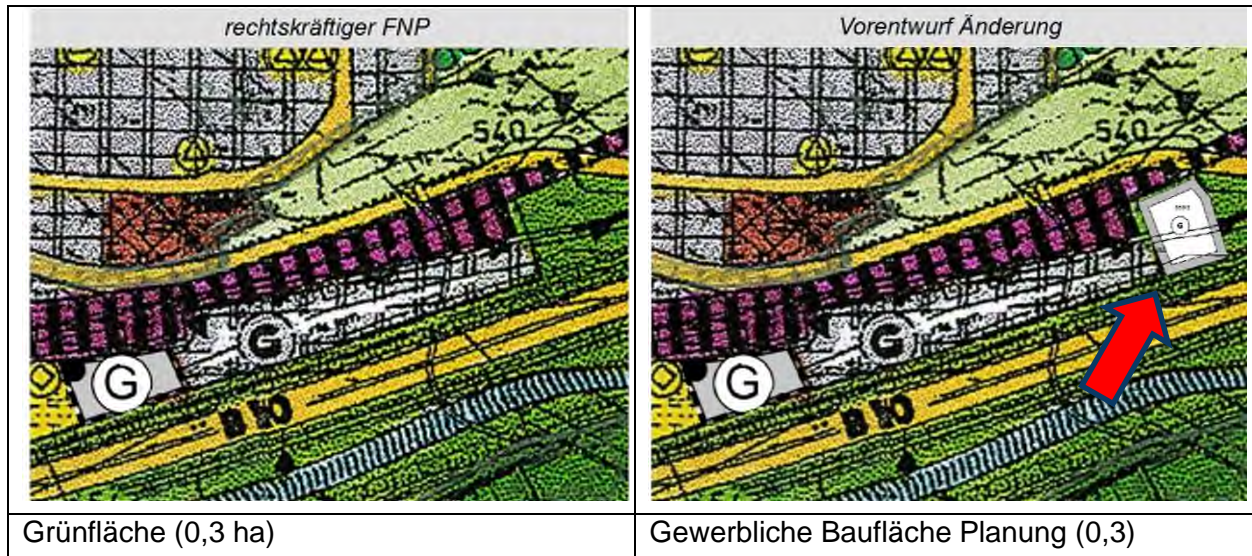 rechtskräftiger FNP
Vorentwurf Änderung
540
G
G
B 10
540
G
G
G
B 10
Grünfläche (0,3 ha)
Gewerbliche Baufläche Planung (0,3)